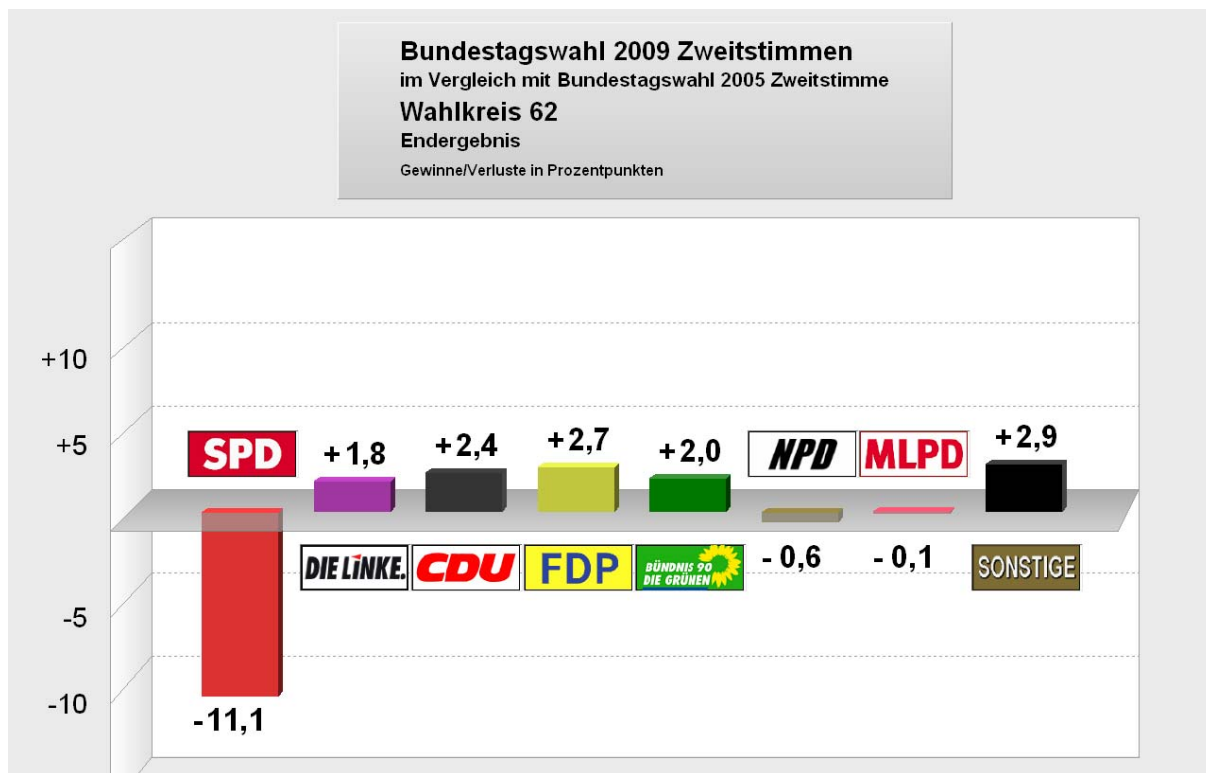 Bundestagswahl 2009 Zweitstimmen
im Vergleich mit Bundestagswahl 2005 Zweitstimme
Wahlkreis 62
Endergebnis
Gewinne/Verluste in Prozentpunkten
+10
+5
-5
-10
SPD
+1,8
+2,4
+2,7
+2,0
NPD
MLPD
+2,9
-11,1
DIE LiNKE.
CDU
FDP
BÜNDNIS 90
DIE GRÜNEN
- 0,6
- 0,1
SONSTIGE